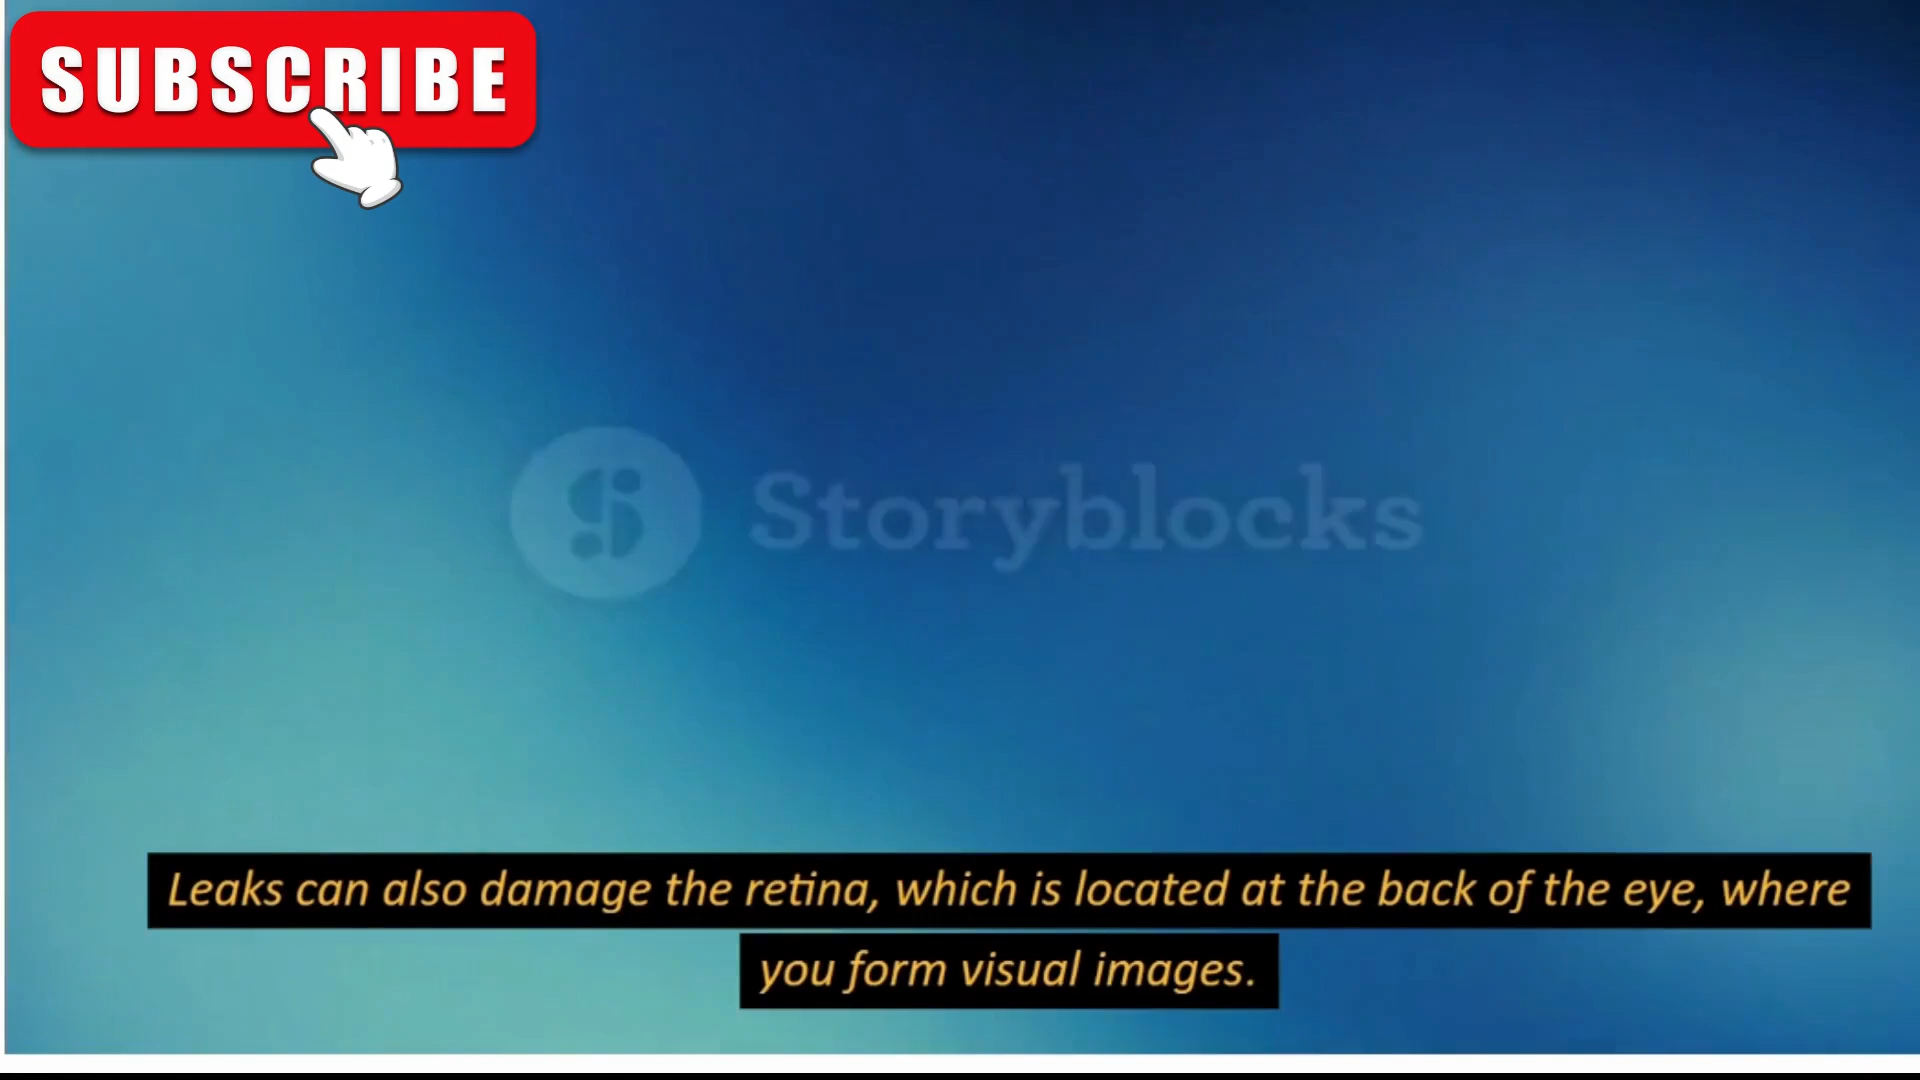 SUBSCRIBE
Storyblocks
Leaks can also damage the retina, which is located at the back of the eye, where
you form visual images.